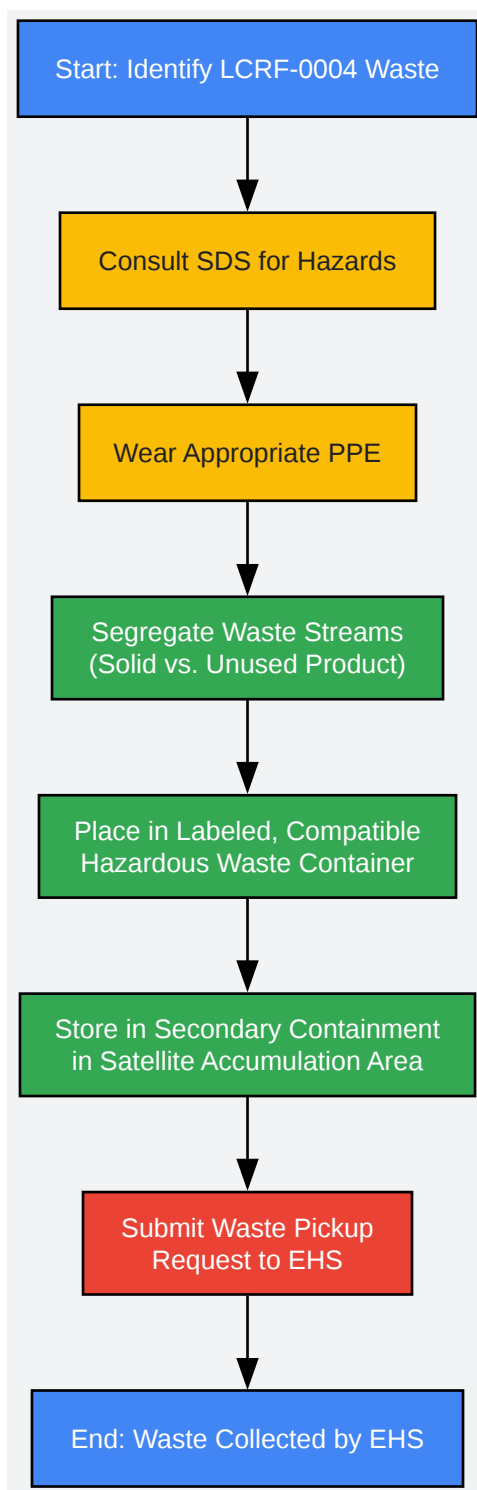 Start: Identify LCRF-0004 Waste
Consult SDS for Hazards
Wear Appropriate PPE
Segregate Waste Streams
(Solid vs. Unused Product)
Place in Labeled, Compatible
Hazardous Waste Container
Store in Secondary Containment
in Satellite Accumulation Area
Submit Waste Pickup
Request to EHS
End: Waste Collected by EHS